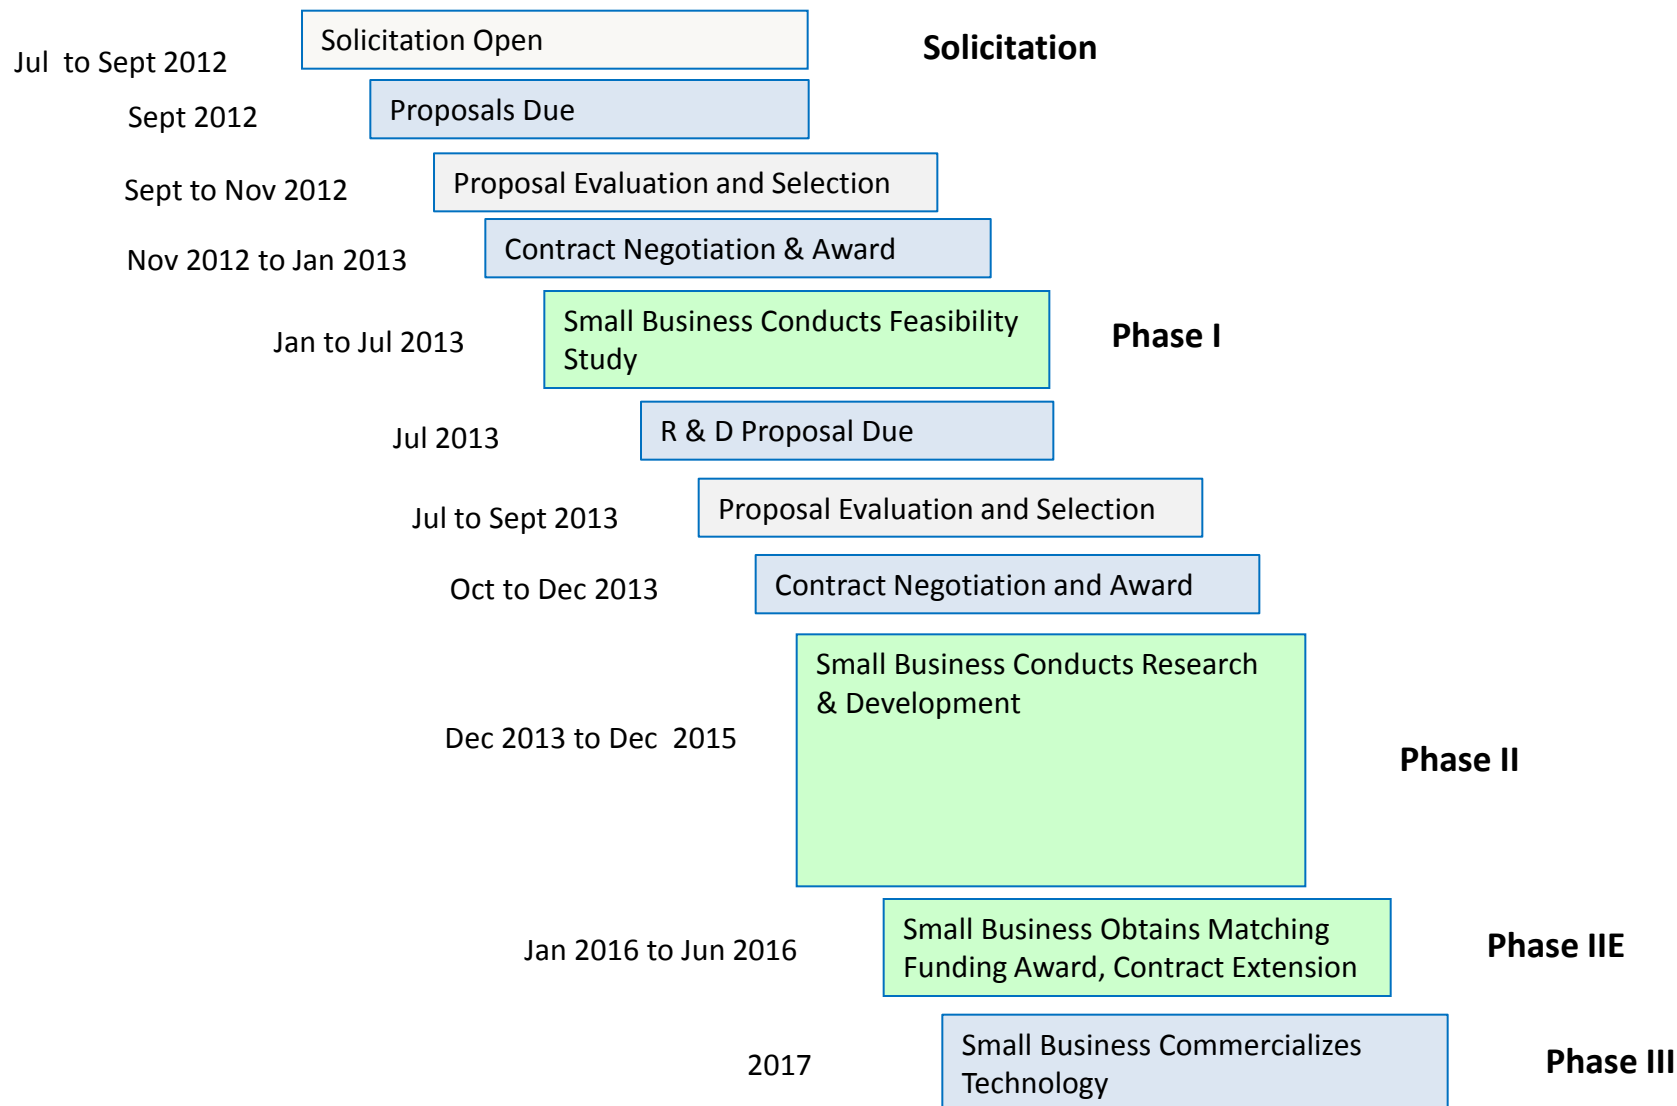 Solicitation Open
Solicitation
Jul to Sept 2012
Proposals Due
Sept 2012
Proposal Evaluation and Selection
Sept to Nov 2012
Contract Negotiation & Award
Nov 2012 to Jan 2013
Small Business Conducts Feasibility
Study
Jan to Jul 2013
Phase I
R & D Proposal Due
Jul 2013
Proposal Evaluation and Selection
Jul to Sept 2013
Contract Negotiation and Award
Oct to Dec 2013
Small Business Conducts Research
& Development
Dec 2013 to Dec 2015
Phase II
Small Business Obtains Matching
Funding Award, Contract Extension
Jan 2016 to Jun 2016
Phase IIE
Small Business Commercializes
Technology
2017
Phase III